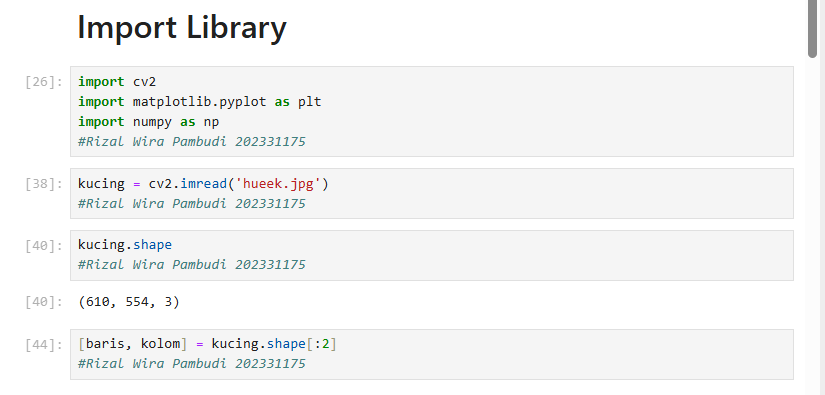 Import Library
[26]: import cv2
import matplotlib.pyplot as plt
import numpy as np
#Rizal Wira Pambudi 202331175
[38]: kucing = cv2.imread('hueek.jpg')
#Rizal Wira Pambudi 202331175
[40]: kucing.shape
#Rizal Wira Pambudi 202331175
[40]: (610, 554, 3)
[44]: [baris, kolom] = kucing.shape[:2]
#Rizal Wira Pambudi 202331175